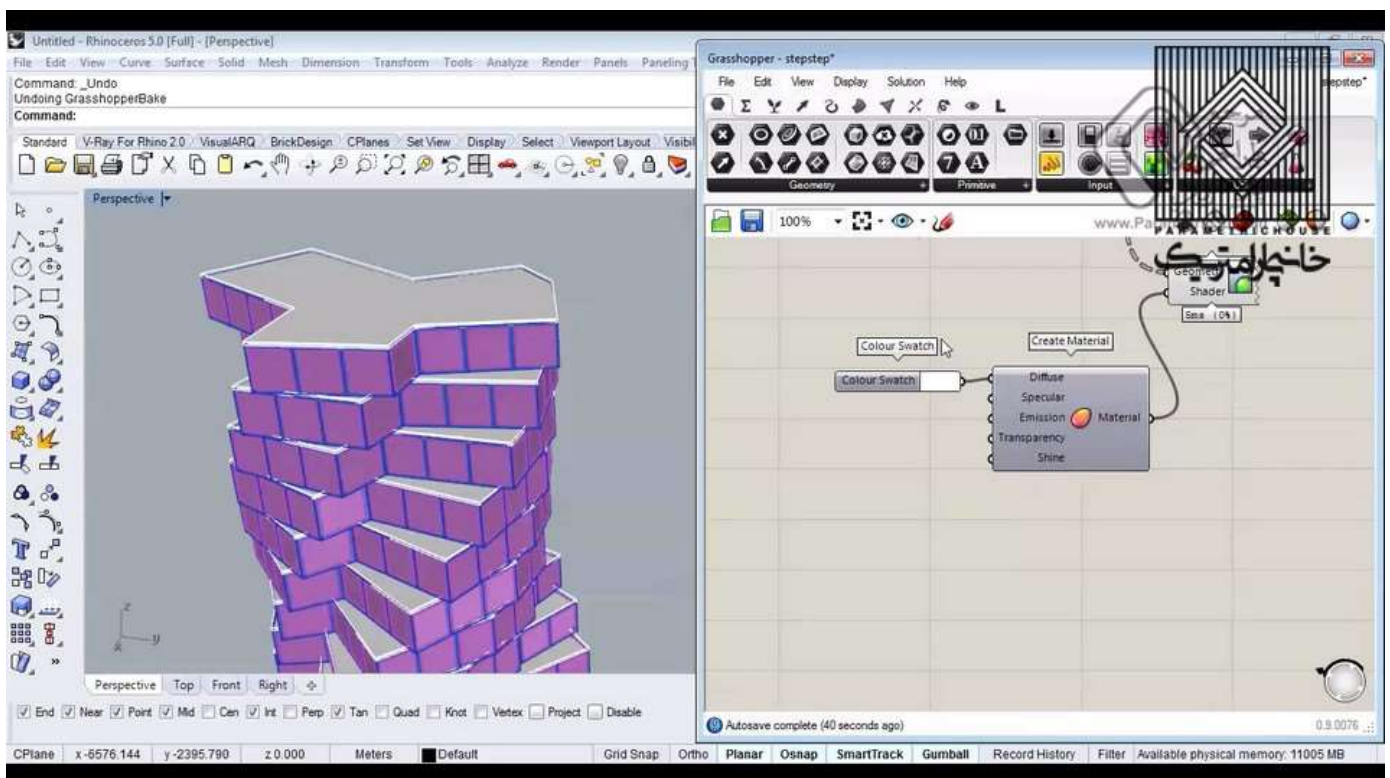 Untitled - Rhinoceros 5.0 [Full] - [Perspective]
File Edit View Curve Surface Solid Mesh Dimension Transform Tools Analyze Render Panels Paneling
Command: _Undo
Undoing GrasshopperBake
Command:
Standard V-Ray For Rhino 2.0 VisualARQ BrickDesign CPlanes Set View Display Select Viewport Layout
Perspective
z
x
y
Perspective Top Front Right
End Near Point Mid Cen Int Perp Tan Quad Knot Vertex Project Disable
CPlane x -6576.144 y -2395.790 z 0.000 Meters Default Grid Snap Ortho Planar Osnap SmartTrack Gumball Record History Filter Available physical memory: 11005 MB
Grasshopper - stepstep*
File Edit View Display Solution Help
Geometry Primitive Input
100%
PARAMETRICHOUSE
خانه پارامتریک
Shader
Colour Swatch
Create Material
Colour Swatch
Diffuse
Specular
Emission
Material
Transparency
Shine
Autosave complete (40 seconds ago)
0.9.0076